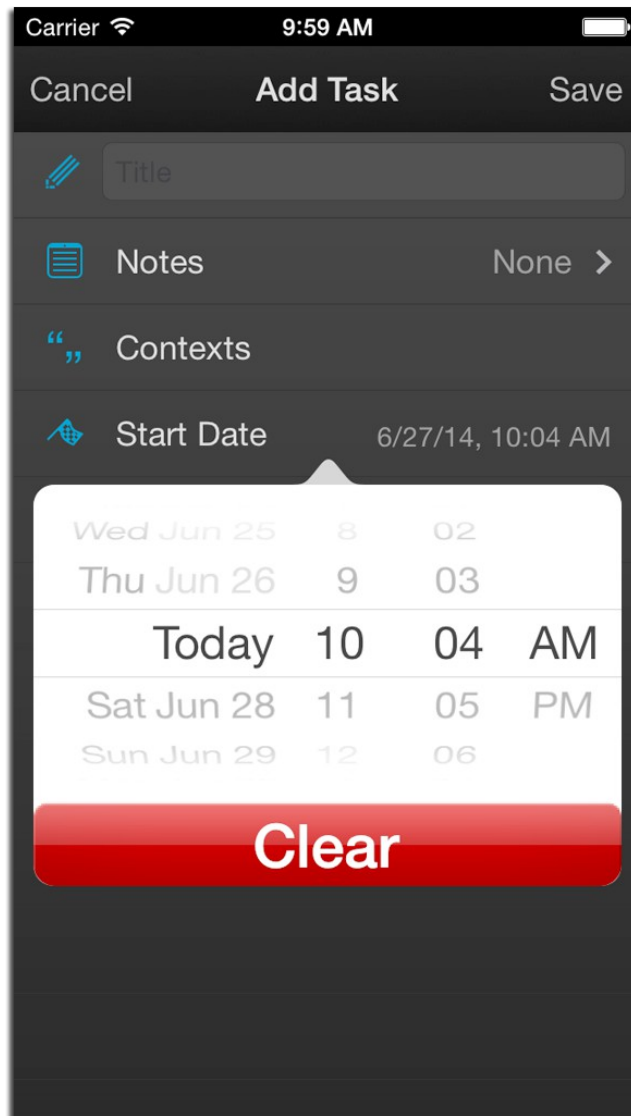 Carrier 9:59 AM
Cancel Add Task Save
Title
Notes None >
“ „ Contexts
Start Date 6/27/14, 10:04 AM
Wed Jun 25 8 02
Thu Jun 26 9 03
Today 10 04 AM
Sat Jun 28 11 05 PM
Sun Jun 29 12 06
Clear